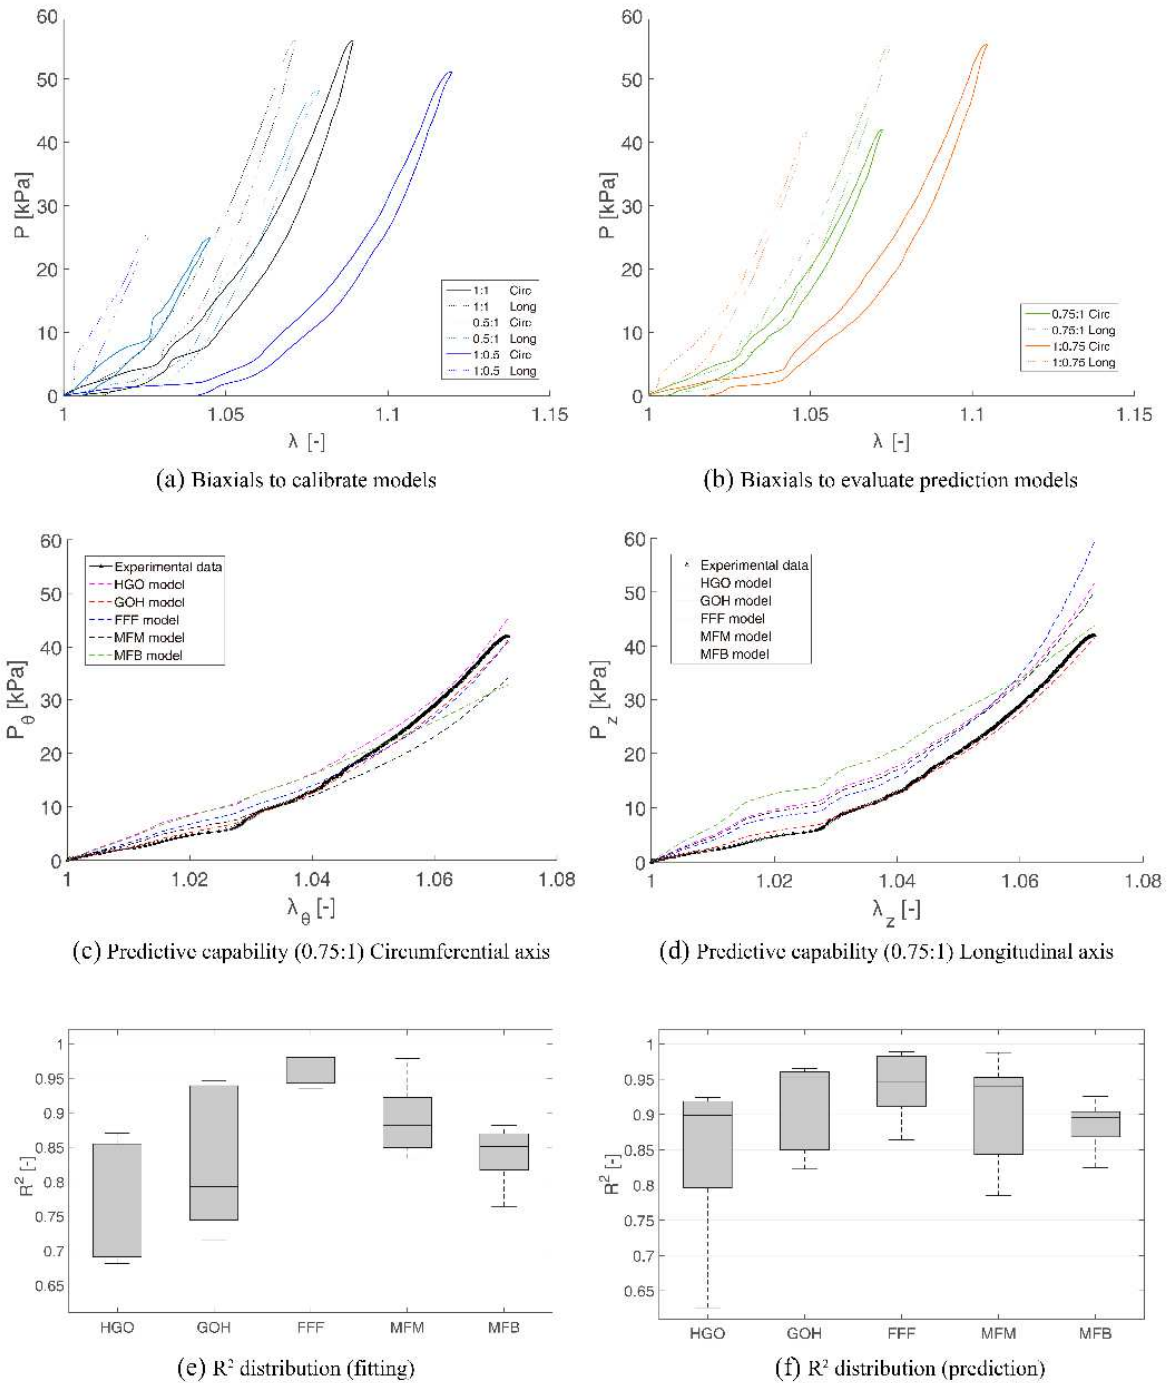 60
50
40
30
20
10
0
P [kPa]
1:1 Circ
1:1 Long
0.5:1 Circ
0.5:1 Long
1:0.5 Circ
1:0.5 Long
1 1.05 1.1 1.15
λ [-]
(a) Biaxials to calibrate models
60
50
40
30
20
10
0
P [kPa]
0.75:1 Circ
0.75:1 Long
1:0.75 Circ
1:0.75 Long
1 1.05 1.1 1.15
λ [-]
(b) Biaxials to evaluate prediction models
60
50
40
30
20
10
0
P_θ [kPa]
Experimental data
HGO model
GOH model
FFF model
MFM model
MFB model
1 1.02 1.04 1.06 1.08
λ_θ [-]
(c) Predictive capability (0.75:1) Circumferential axis
60
50
40
30
20
10
0
P_z [kPa]
Experimental data
HGO model
GOH model
FFF model
MFM model
MFB model
1 1.02 1.04 1.06 1.08
λ_z [-]
(d) Predictive capability (0.75:1) Longitudinal axis
1
0.95
0.9
0.85
0.8
0.75
0.7
0.65
R² [-]
HGO GOH FFF MFM MFB
(e) R² distribution (fitting)
1
0.95
0.9
0.85
0.8
0.75
0.7
0.65
R² [-]
HGO GOH FFF MFM MFB
(f) R² distribution (prediction)